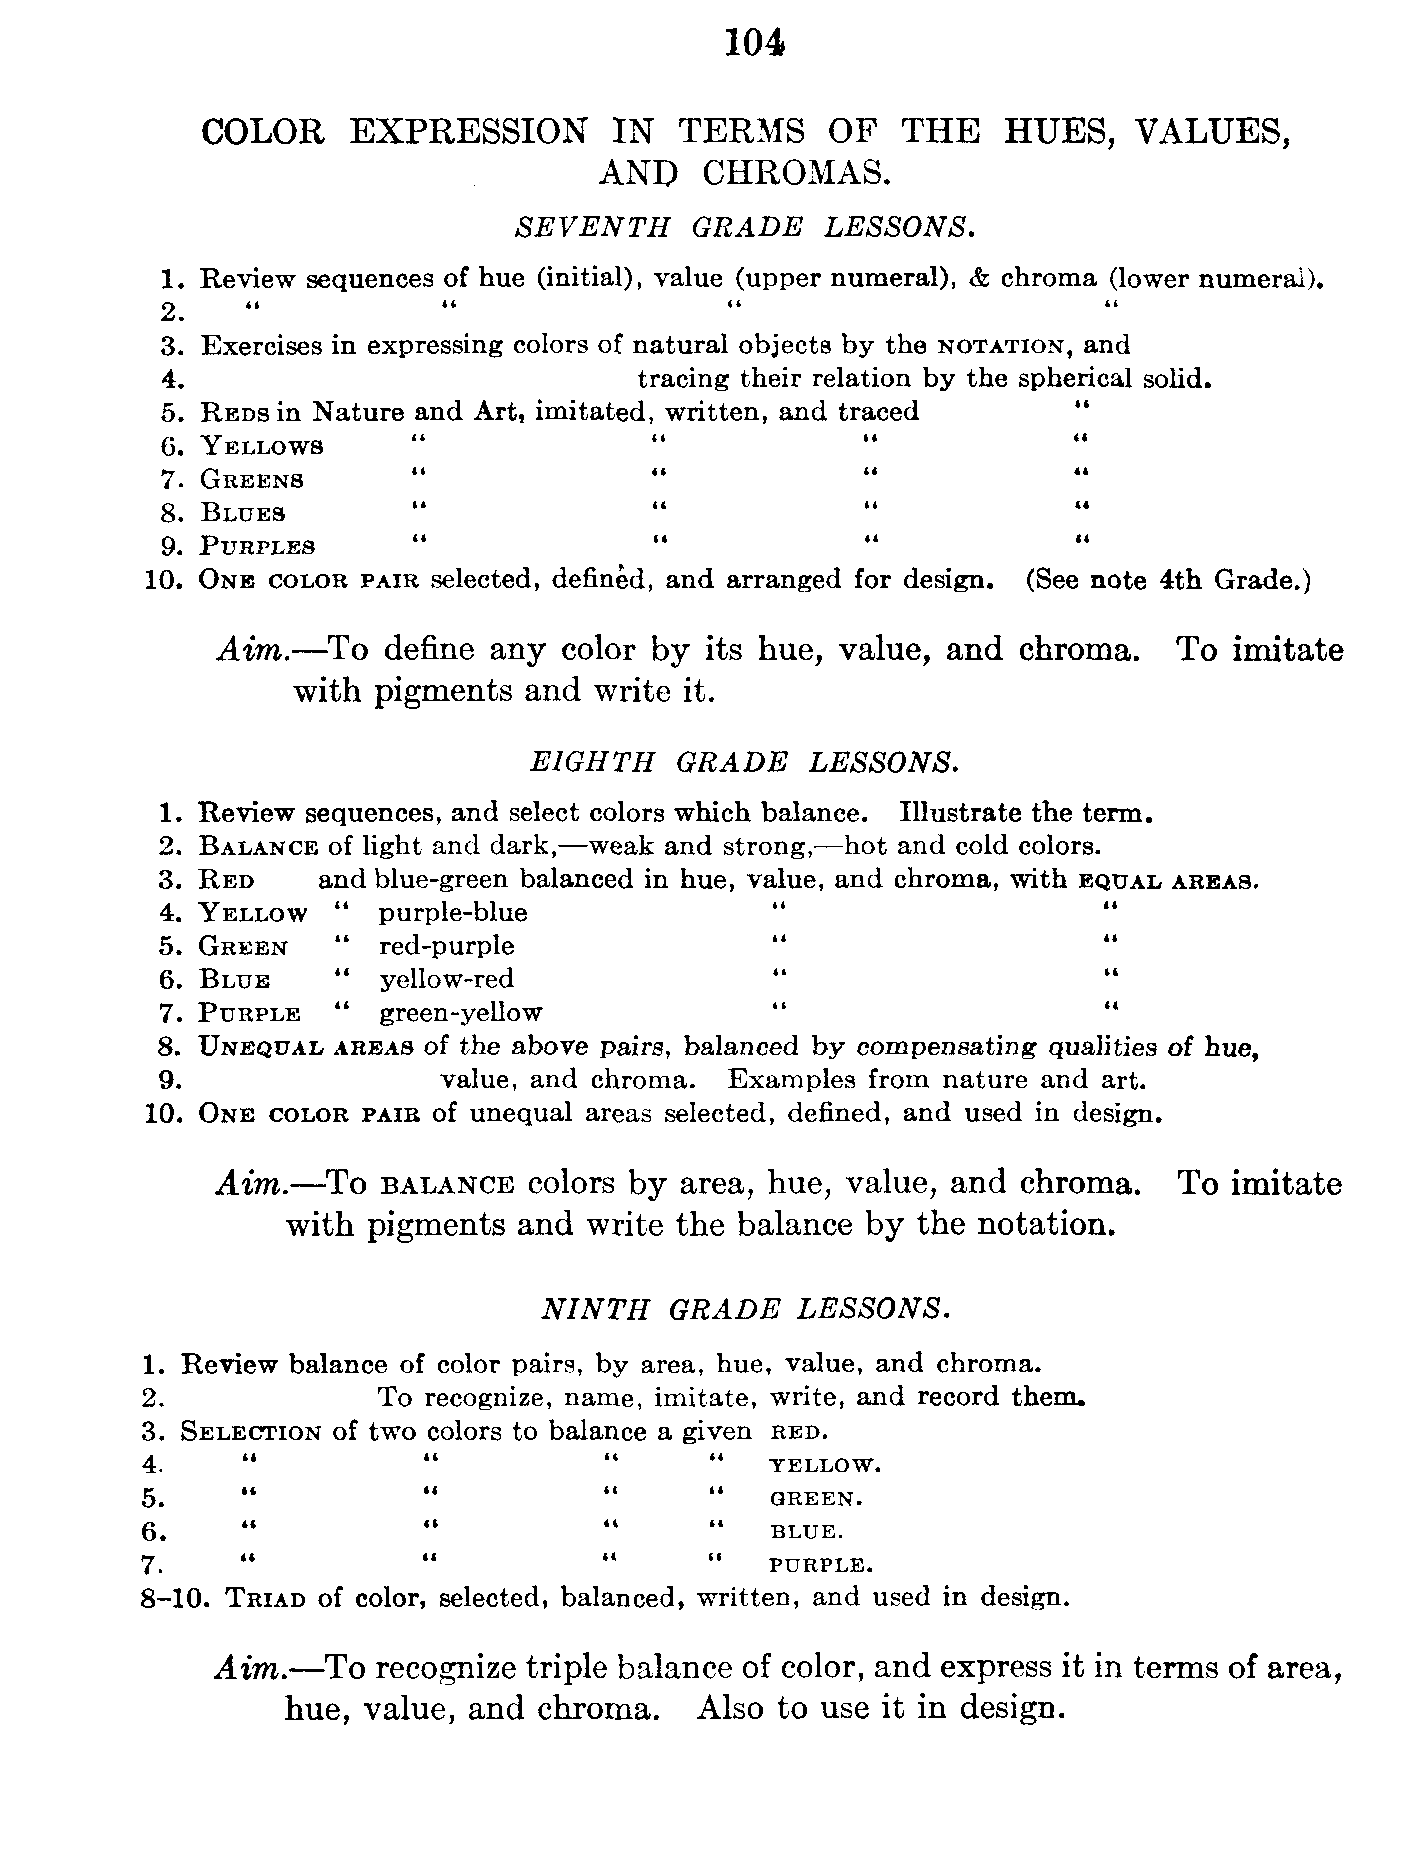 104
COLOR EXPRESSION IN TERMS OF THE HUES, VALUES,
AND CHROMAS.
SEVENTH GRADE LESSONS.
1. Review sequences of hue (initial), value (upper numeral), & chroma (lower numeral).
2. “ “ “ “
3. Exercises in expressing colors of natural objects by the NOTATION, and
4. tracing their relation by the spherical solid.
5. REDS in Nature and Art, imitated, written, and traced “
6. YELLOWS “ “ “ “
7. GREENS “ “ “ “
8. BLUES “ “ “ “
9. PURPLES “ “ “ “
10. ONE COLOR PAIR selected, defined, and arranged for design. (See note 4th Grade.)
Aim.—To define any color by its hue, value, and chroma. To imitate
with pigments and write it.
EIGHTH GRADE LESSONS.
1. Review sequences, and select colors which balance. Illustrate the term.
2. BALANCE of light and dark,—weak and strong,—hot and cold colors.
3. RED and blue-green balanced in hue, value, and chroma, with EQUAL AREAS.
4. YELLOW “ purple-blue “ “
5. GREEN “ red-purple “ “
6. BLUE “ yellow-red “ “
7. PURPLE “ green-yellow “ “
8. UNEQUAL AREAS of the above pairs, balanced by compensating qualities of hue,
9. value, and chroma. Examples from nature and art.
10. ONE COLOR PAIR of unequal areas selected, defined, and used in design.
Aim.—To BALANCE colors by area, hue, value, and chroma. To imitate
with pigments and write the balance by the notation.
NINTH GRADE LESSONS.
1. Review balance of color pairs, by area, hue, value, and chroma.
2. To recognize, name, imitate, write, and record them.
3. SELECTION of two colors to balance a given RED.
4. “ “ “ “ YELLOW.
5. “ “ “ “ GREEN.
6. “ “ “ “ BLUE.
7. “ “ “ “ PURPLE.
8–10. TRIAD of color, selected, balanced, written, and used in design.
Aim.—To recognize triple balance of color, and express it in terms of area,
hue, value, and chroma. Also to use it in design.